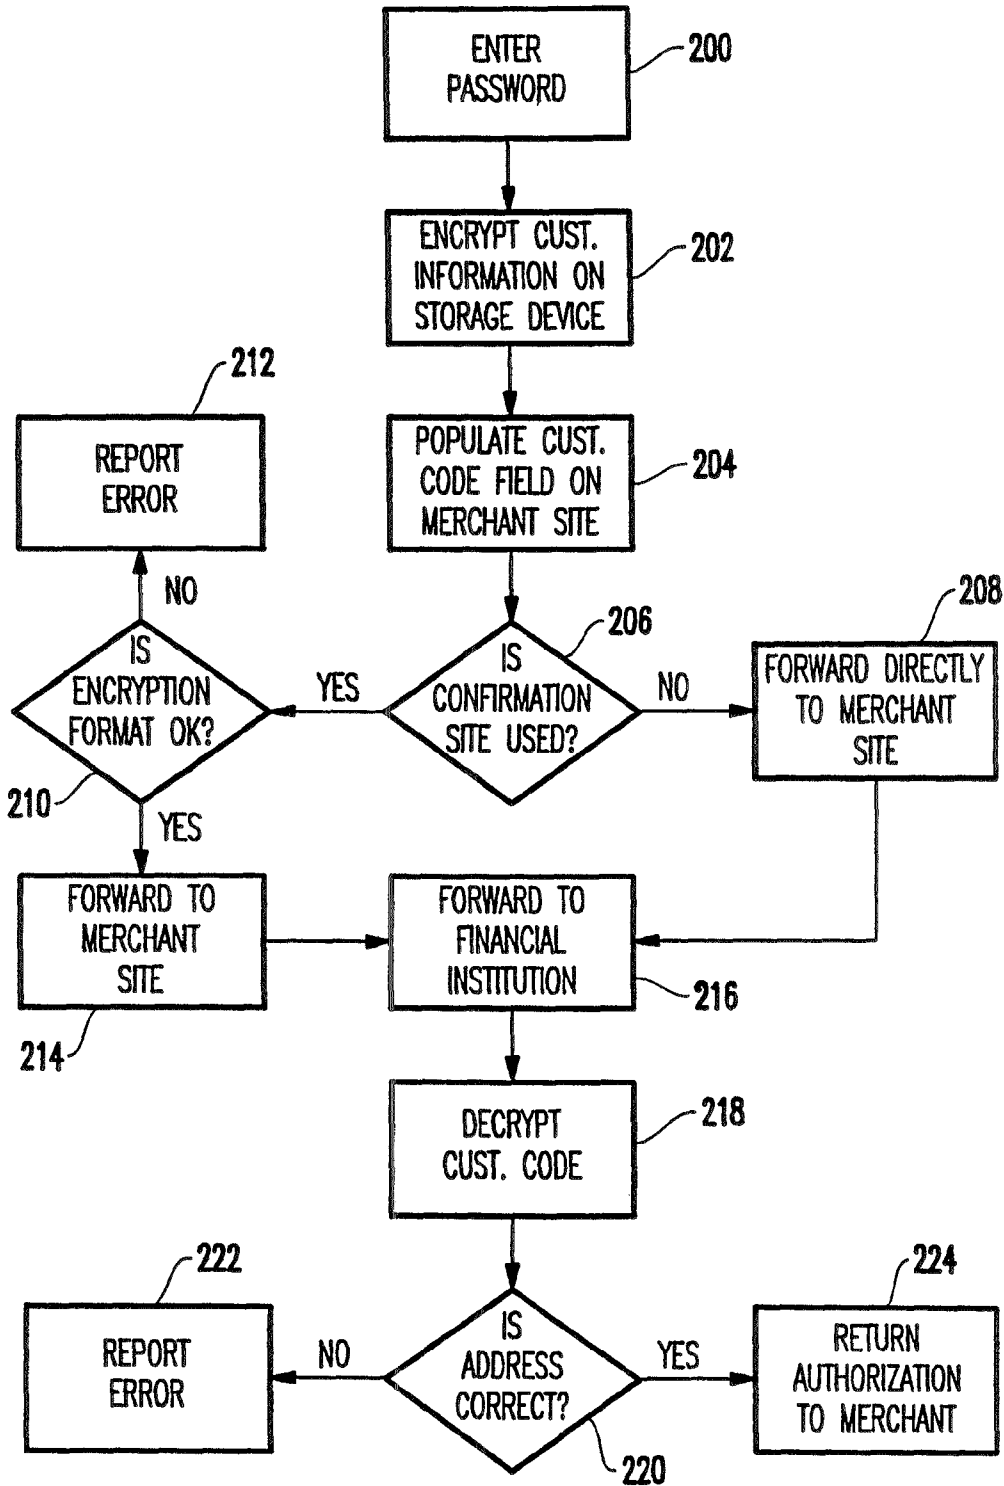 ENTER
PASSWORD
200
ENCRYPT CUST.
INFORMATION ON
STORAGE DEVICE
202
212
REPORT
ERROR
POPULATE CUST.
CODE FIELD ON
MERCHANT SITE
204
NO
206
208
IS
ENCRYPTION
FORMAT OK?
YES
IS
CONFIRMATION
SITE USED?
NO
FORWARD DIRECTLY
TO MERCHANT
SITE
210
YES
FORWARD TO
MERCHANT
SITE
FORWARD TO
FINANCIAL
INSTITUTION
216
214
DECRYPT
CUST. CODE
218
222
224
REPORT
ERROR
NO
IS
ADDRESS
CORRECT?
YES
RETURN
AUTHORIZATION
TO MERCHANT
220